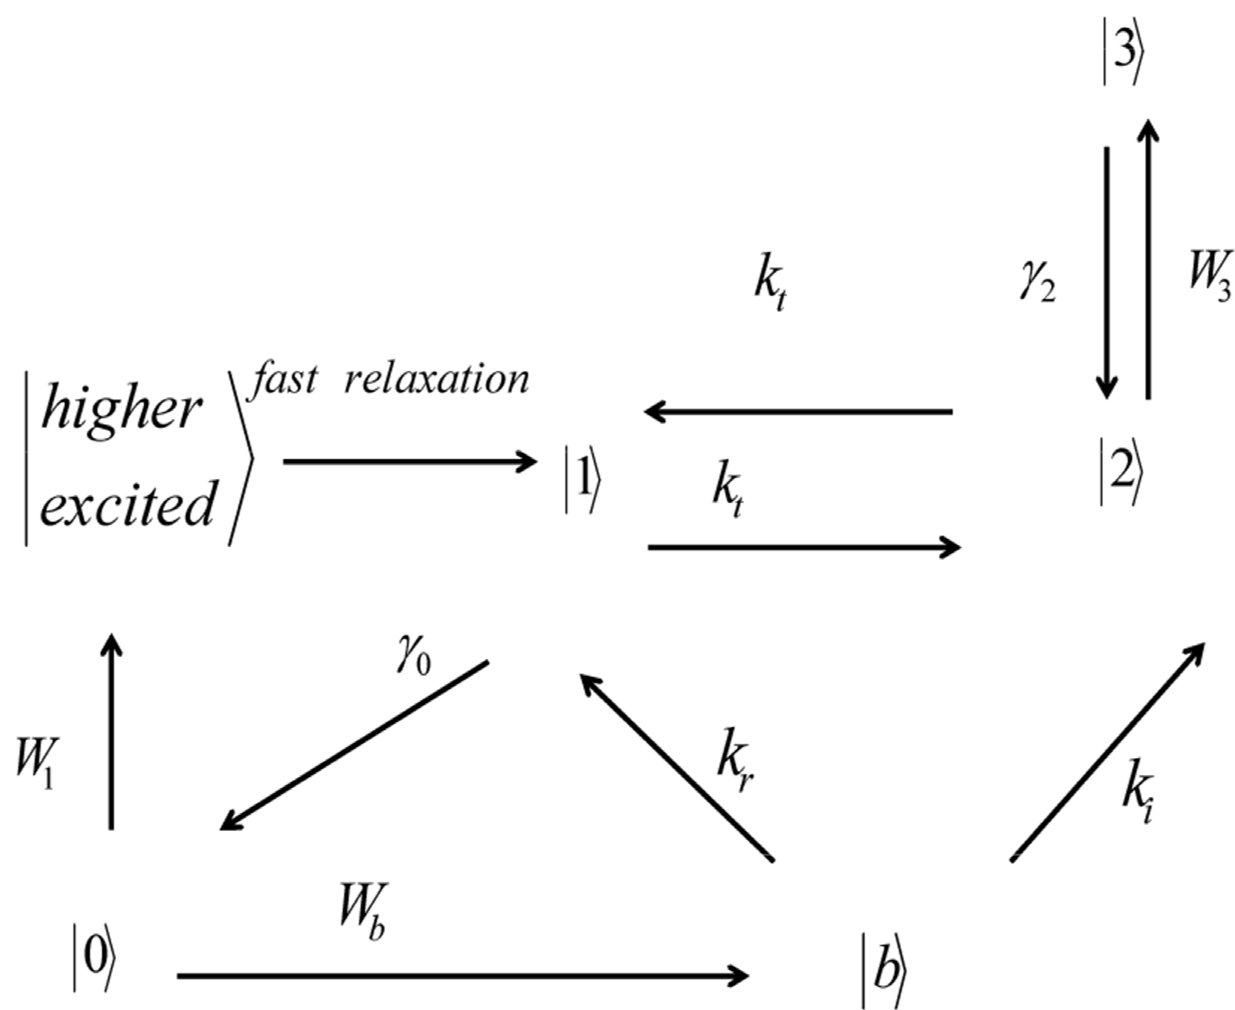 |3⟩
k_t
γ_2
W_3
fast relaxation
|higher
excited⟩
|1⟩
k_t
|2⟩
γ_0
W_1
k_r
k_i
W_b
|0⟩
|b⟩